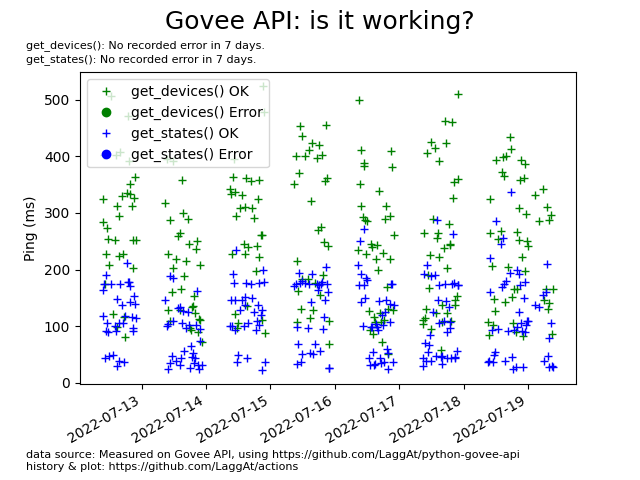 Govee API: is it working?
get_devices(): No recorded error in 7 days.
get_states(): No recorded error in 7 days.
get_devices() OK
get_devices() Error
get_states() OK
get_states() Error
500
400
300
200
100
0
Ping (ms)
2022-07-13
2022-07-14
2022-07-15
2022-07-16
2022-07-17
2022-07-18
2022-07-19
data source: Measured on Govee API, using https://github.com/LaggAt/python-govee-api
history & plot: https://github.com/LaggAt/actions